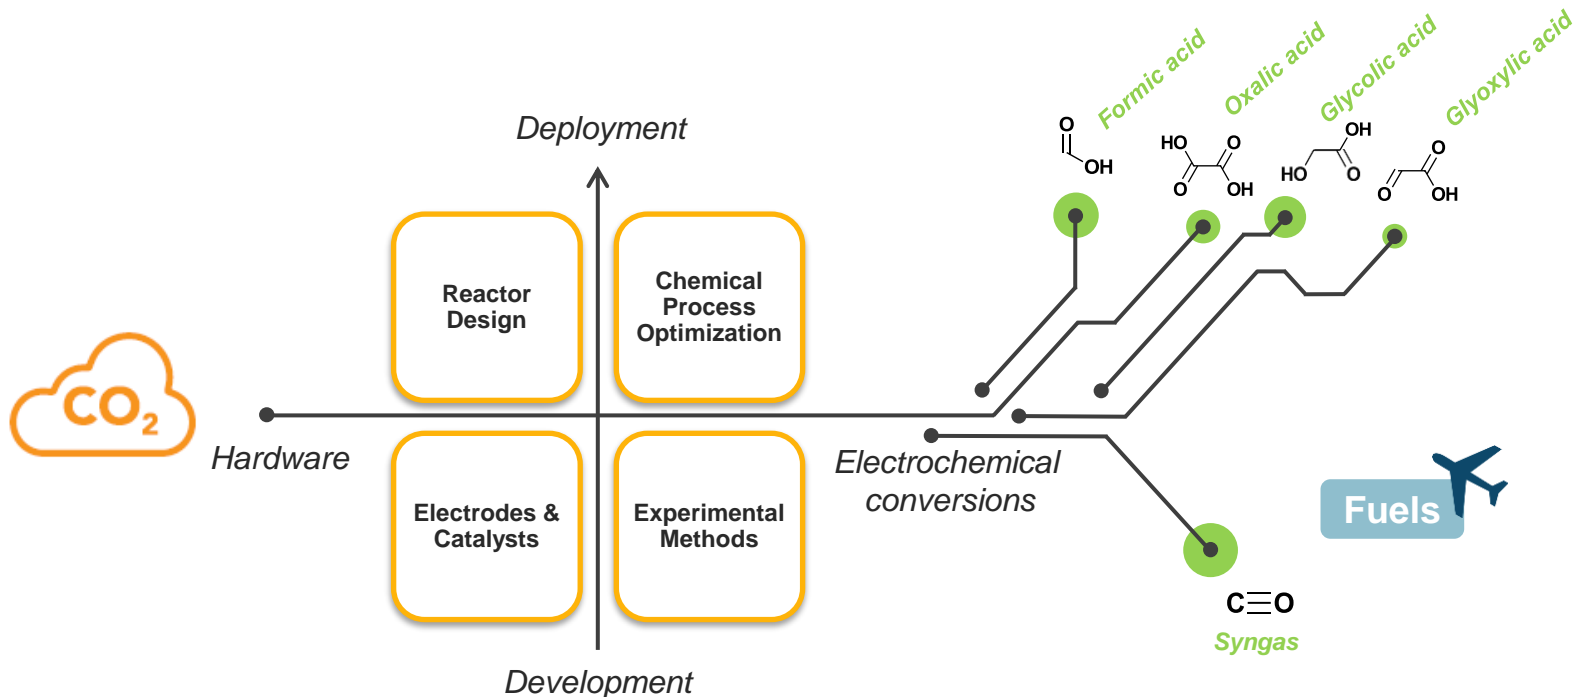 Formic acid
Oxalic acid
Glycolic acid
Glyoxylic acid
O
OH
HO
O
O
OH
OH
HO
O
O
O
OH
Deployment
Reactor
Design
Chemical
Process
Optimization
CO₂
Hardware
Electrochemical
conversions
Electrodes &
Catalysts
Experimental
Methods
Fuels
C≡O
Syngas
Development